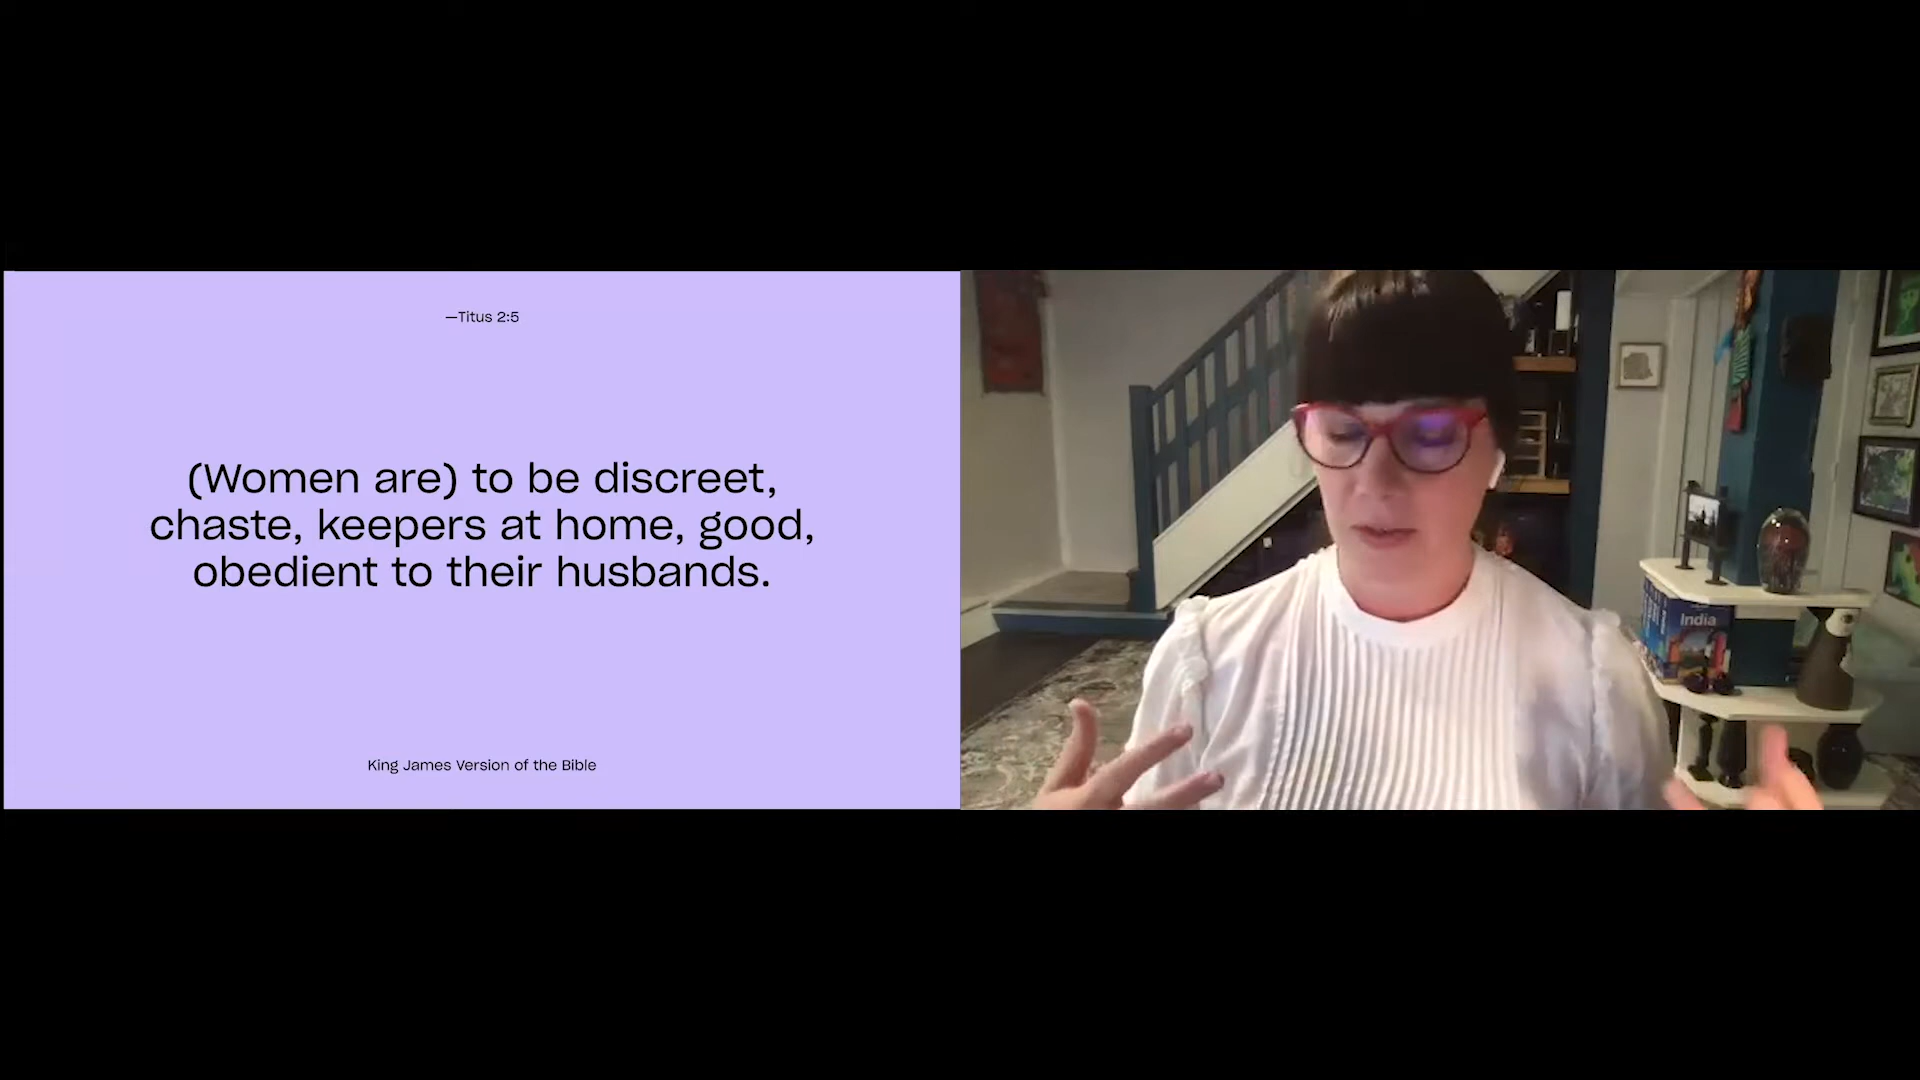 —Titus 2:5
(Women are) to be discreet,
chaste, keepers at home, good,
obedient to their husbands.
King James Version of the Bible
India